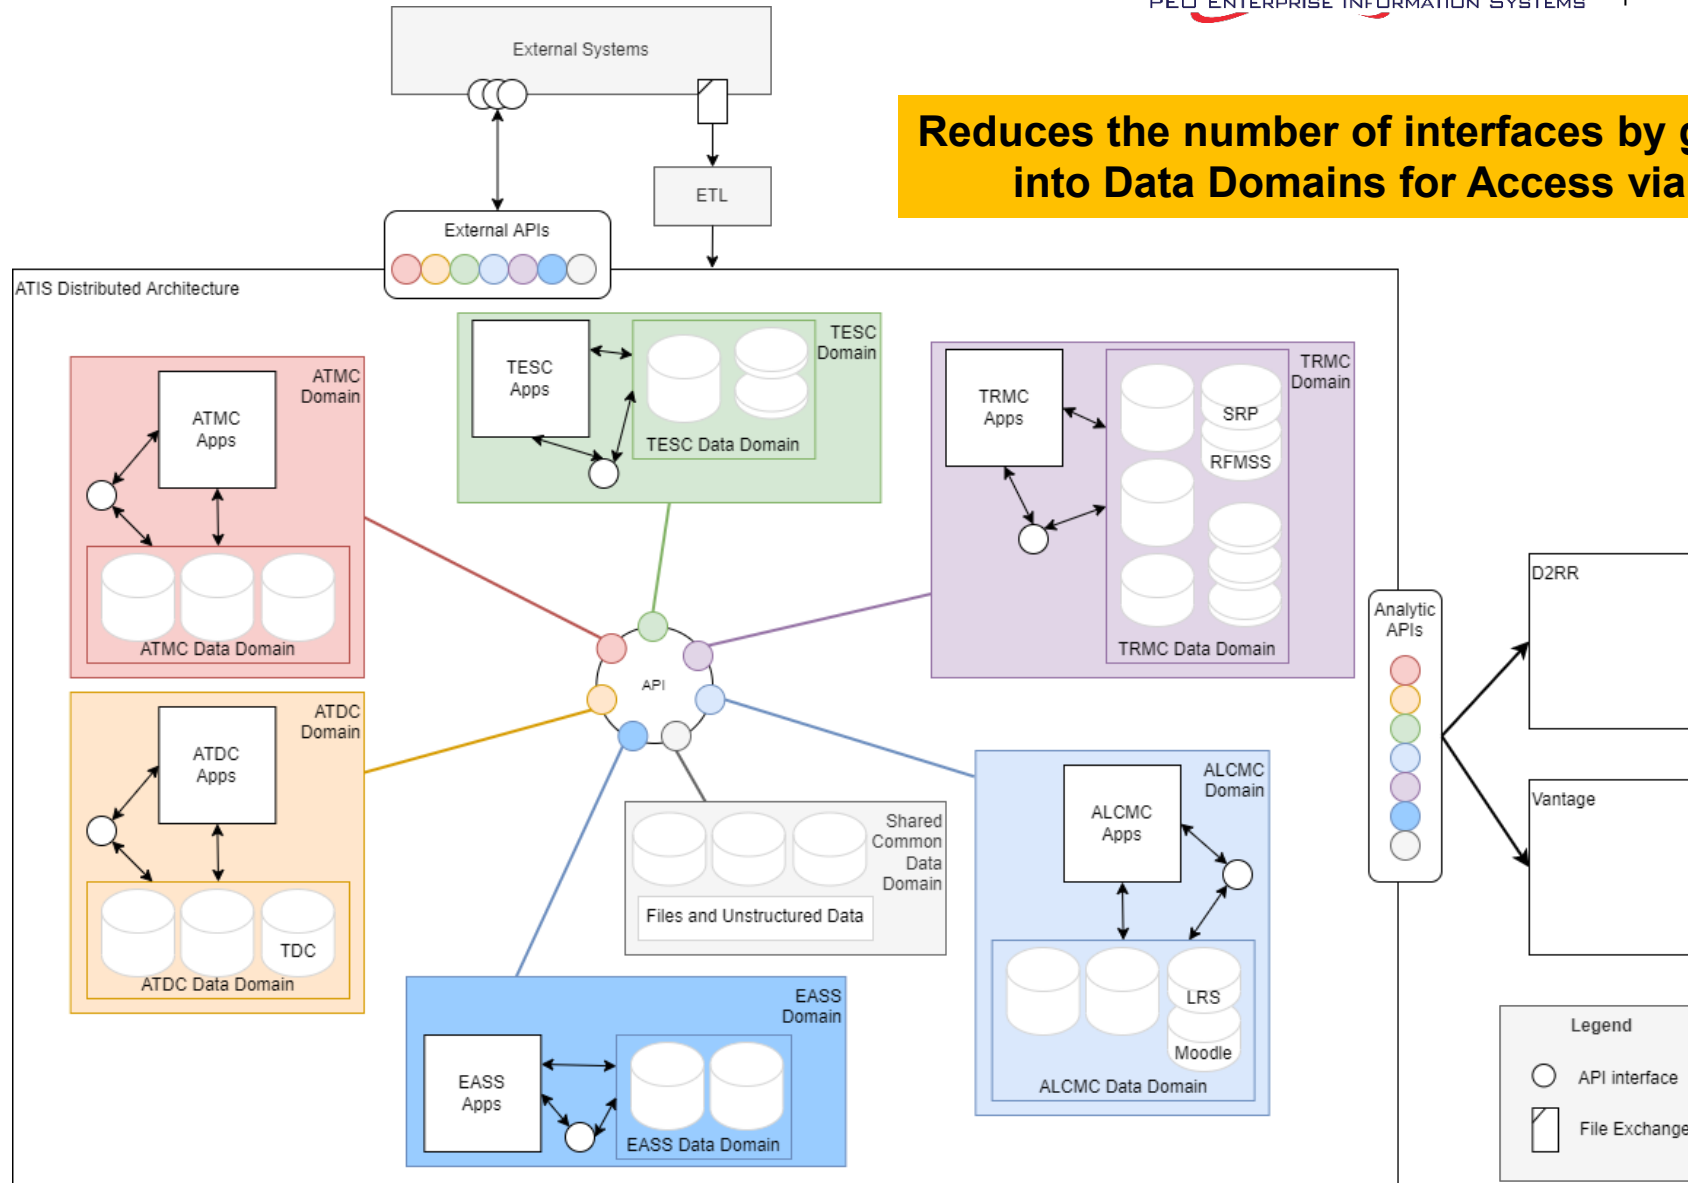 PEO ENTERPRISE INFORMATION SYSTEMS
External Systems
Reduces the number of interfaces by
into Data Domains for Access via
ETL
External APIs
ATIS Distributed Architecture
TESC
Domain
TESC
Apps
TESC Data Domain
TRMC
Domain
TRMC
Apps
SRP
RFMSS
TRMC Data Domain
ATMC
Domain
ATMC
Apps
ATMC Data Domain
API
Analytic
APIs
D2RR
Vantage
ATDC
Domain
ATDC
Apps
TDC
ATDC Data Domain
Shared
Common
Data
Domain
Files and Unstructured Data
ALCMC
Domain
ALCMC
Apps
LRS
Moodle
ALCMC Data Domain
EASS
Domain
EASS
Apps
EASS Data Domain
Legend
API interface
File Exchange